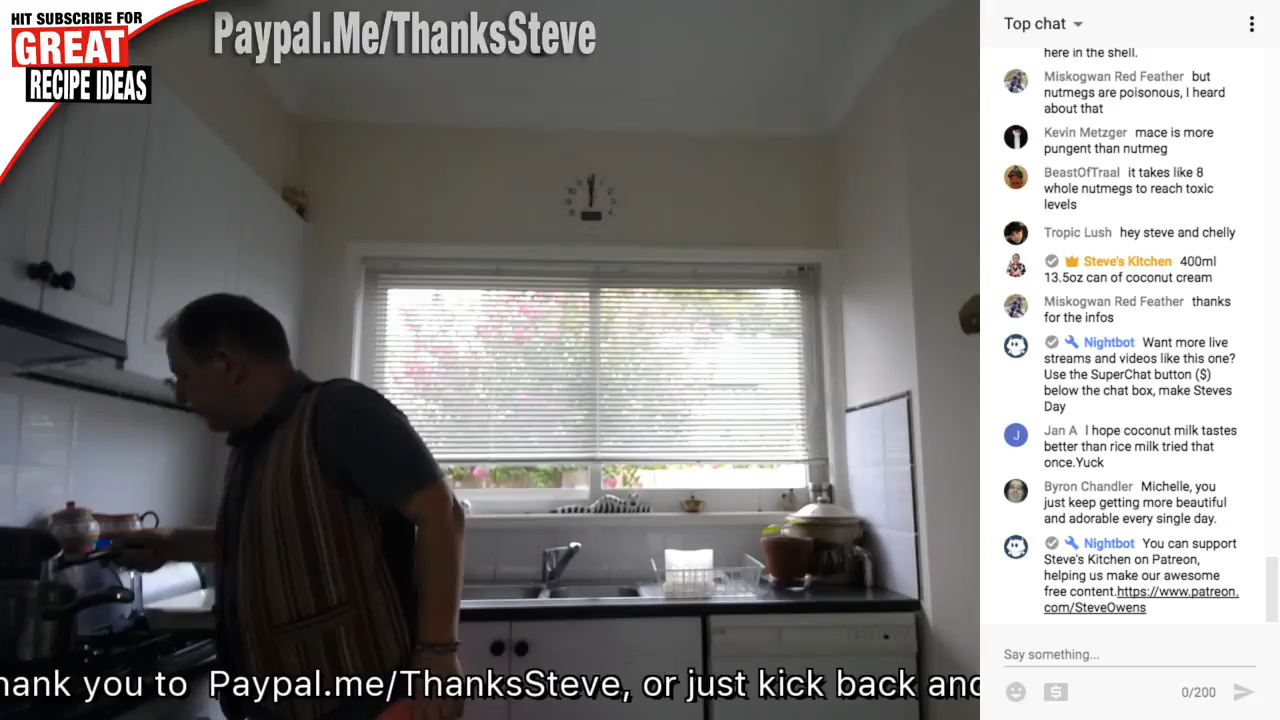 HIT SUBSCRIBE FOR
GREAT
RECIPE IDEAS
Paypal.Me/ThanksSteve
hank you to Paypal.me/ThanksSteve, or just kick back and
Top chat
here in the shell.
Miskogwan Red Feather but
nutmegs are poisonous, I heard
about that
Kevin Metzger mace is more
pungent than nutmeg
BeastOfTraal it takes like 8
whole nutmegs to reach toxic
levels
Tropic Lush hey steve and chelly
Steve's Kitchen 400ml
13.5oz can of coconut cream
Miskogwan Red Feather thanks
for the infos
Nightbot Want more live
streams and videos like this one?
Use the SuperChat button ($)
below the chat box, make Steves
Day
J
Jan A I hope coconut milk tastes
better than rice milk tried that
once.Yuck
Byron Chandler Michelle, you
just keep getting more beautiful
and adorable every single day.
Nightbot You can support
Steve's Kitchen on Patreon,
helping us make our awesome
free content.https://www.patreon.
com/SteveOwens
Say something...
0/200